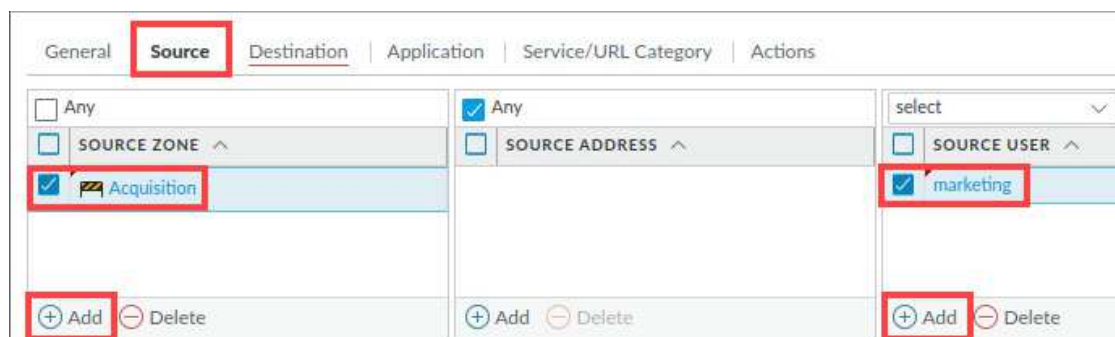 General Source Destination Application Service/URL Category Actions
Any Any select
SOURCE ZONE SOURCE ADDRESS SOURCE USER
Acquisition marketing
Add Delete Add Delete Add Delete